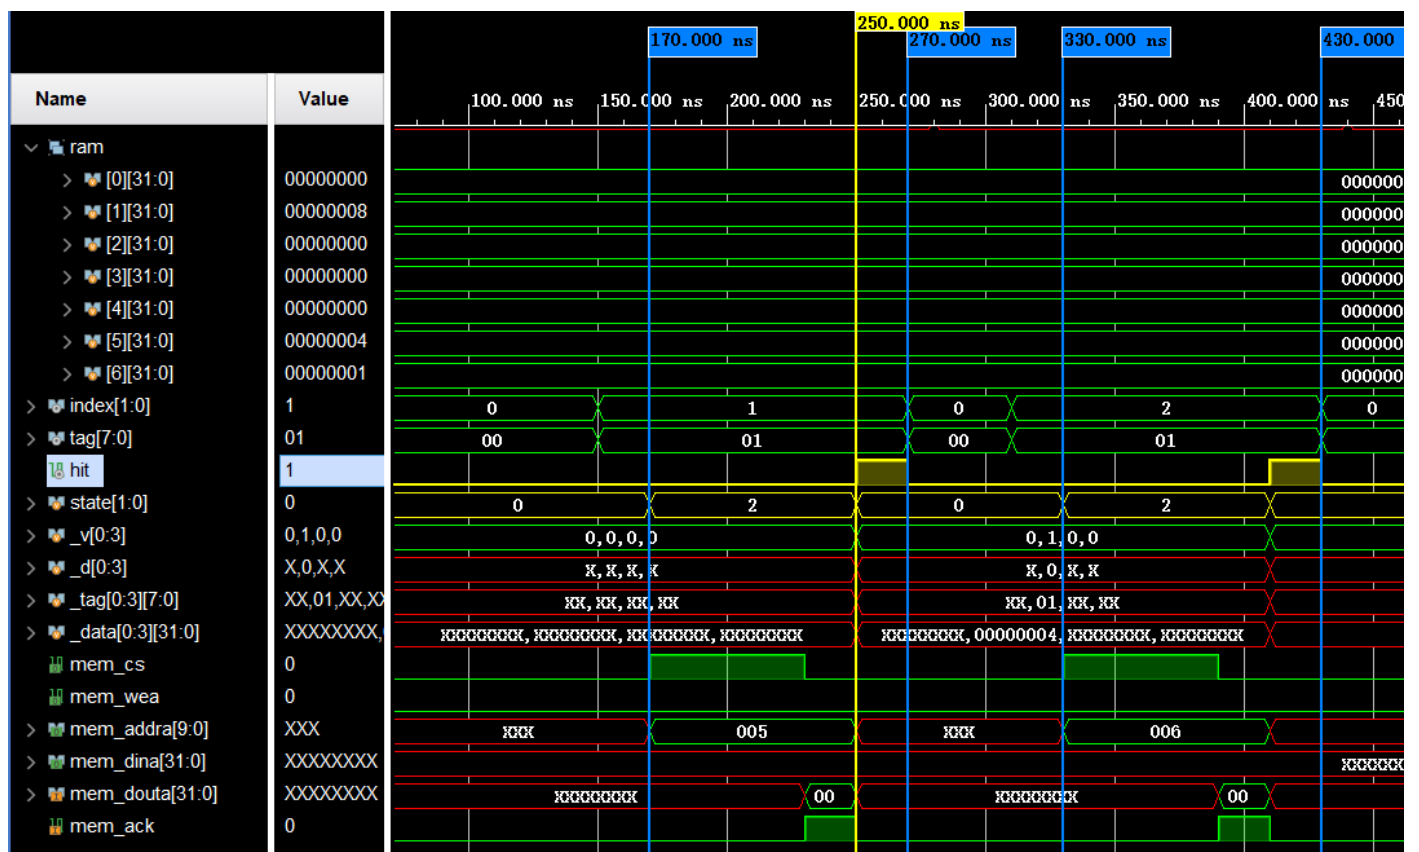 250.000 ns
170.000 ns 270.000 ns 330.000 ns 430.000
Name Value 100.000 ns 150.000 ns 200.000 ns 250.000 ns 300.000 ns 350.000 ns 400.000 ns 450
ram
[0][31:0] 00000000 000000
[1][31:0] 00000008 000000
[2][31:0] 00000000 000000
[3][31:0] 00000000 000000
[4][31:0] 00000000 000000
[5][31:0] 00000004 000000
[6][31:0] 00000001 000000
index[1:0] 1 0 1 0 2 0
tag[7:0] 01 00 01 00 01
hit 1
state[1:0] 0 0 2 0 2
_v[0:3] 0,1,0,0 0,0,0,0 0,1,0,0
_d[0:3] X,0,X,X X,X,X,X X,0,X,X
_tag[0:3][7:0] XX,01,XX,XX XX,XX,XX,XX XX,01,XX,XX
_data[0:3][31:0] XXXXXXXX, XXXXXXXX,XXXXXXXX,XXXXXXXX,XXXXXXXX XXXXXXXX,00000004,XXXXXXXX,XXXXXXXX
mem_cs 0
mem_wea 0
mem_addra[9:0] XXX XXX 005 XXX 006
mem_dina[31:0] XXXXXXXX XXXXXX
mem_douta[31:0] XXXXXXXX XXXXXXXX 00 XXXXXXXX 00
mem_ack 0